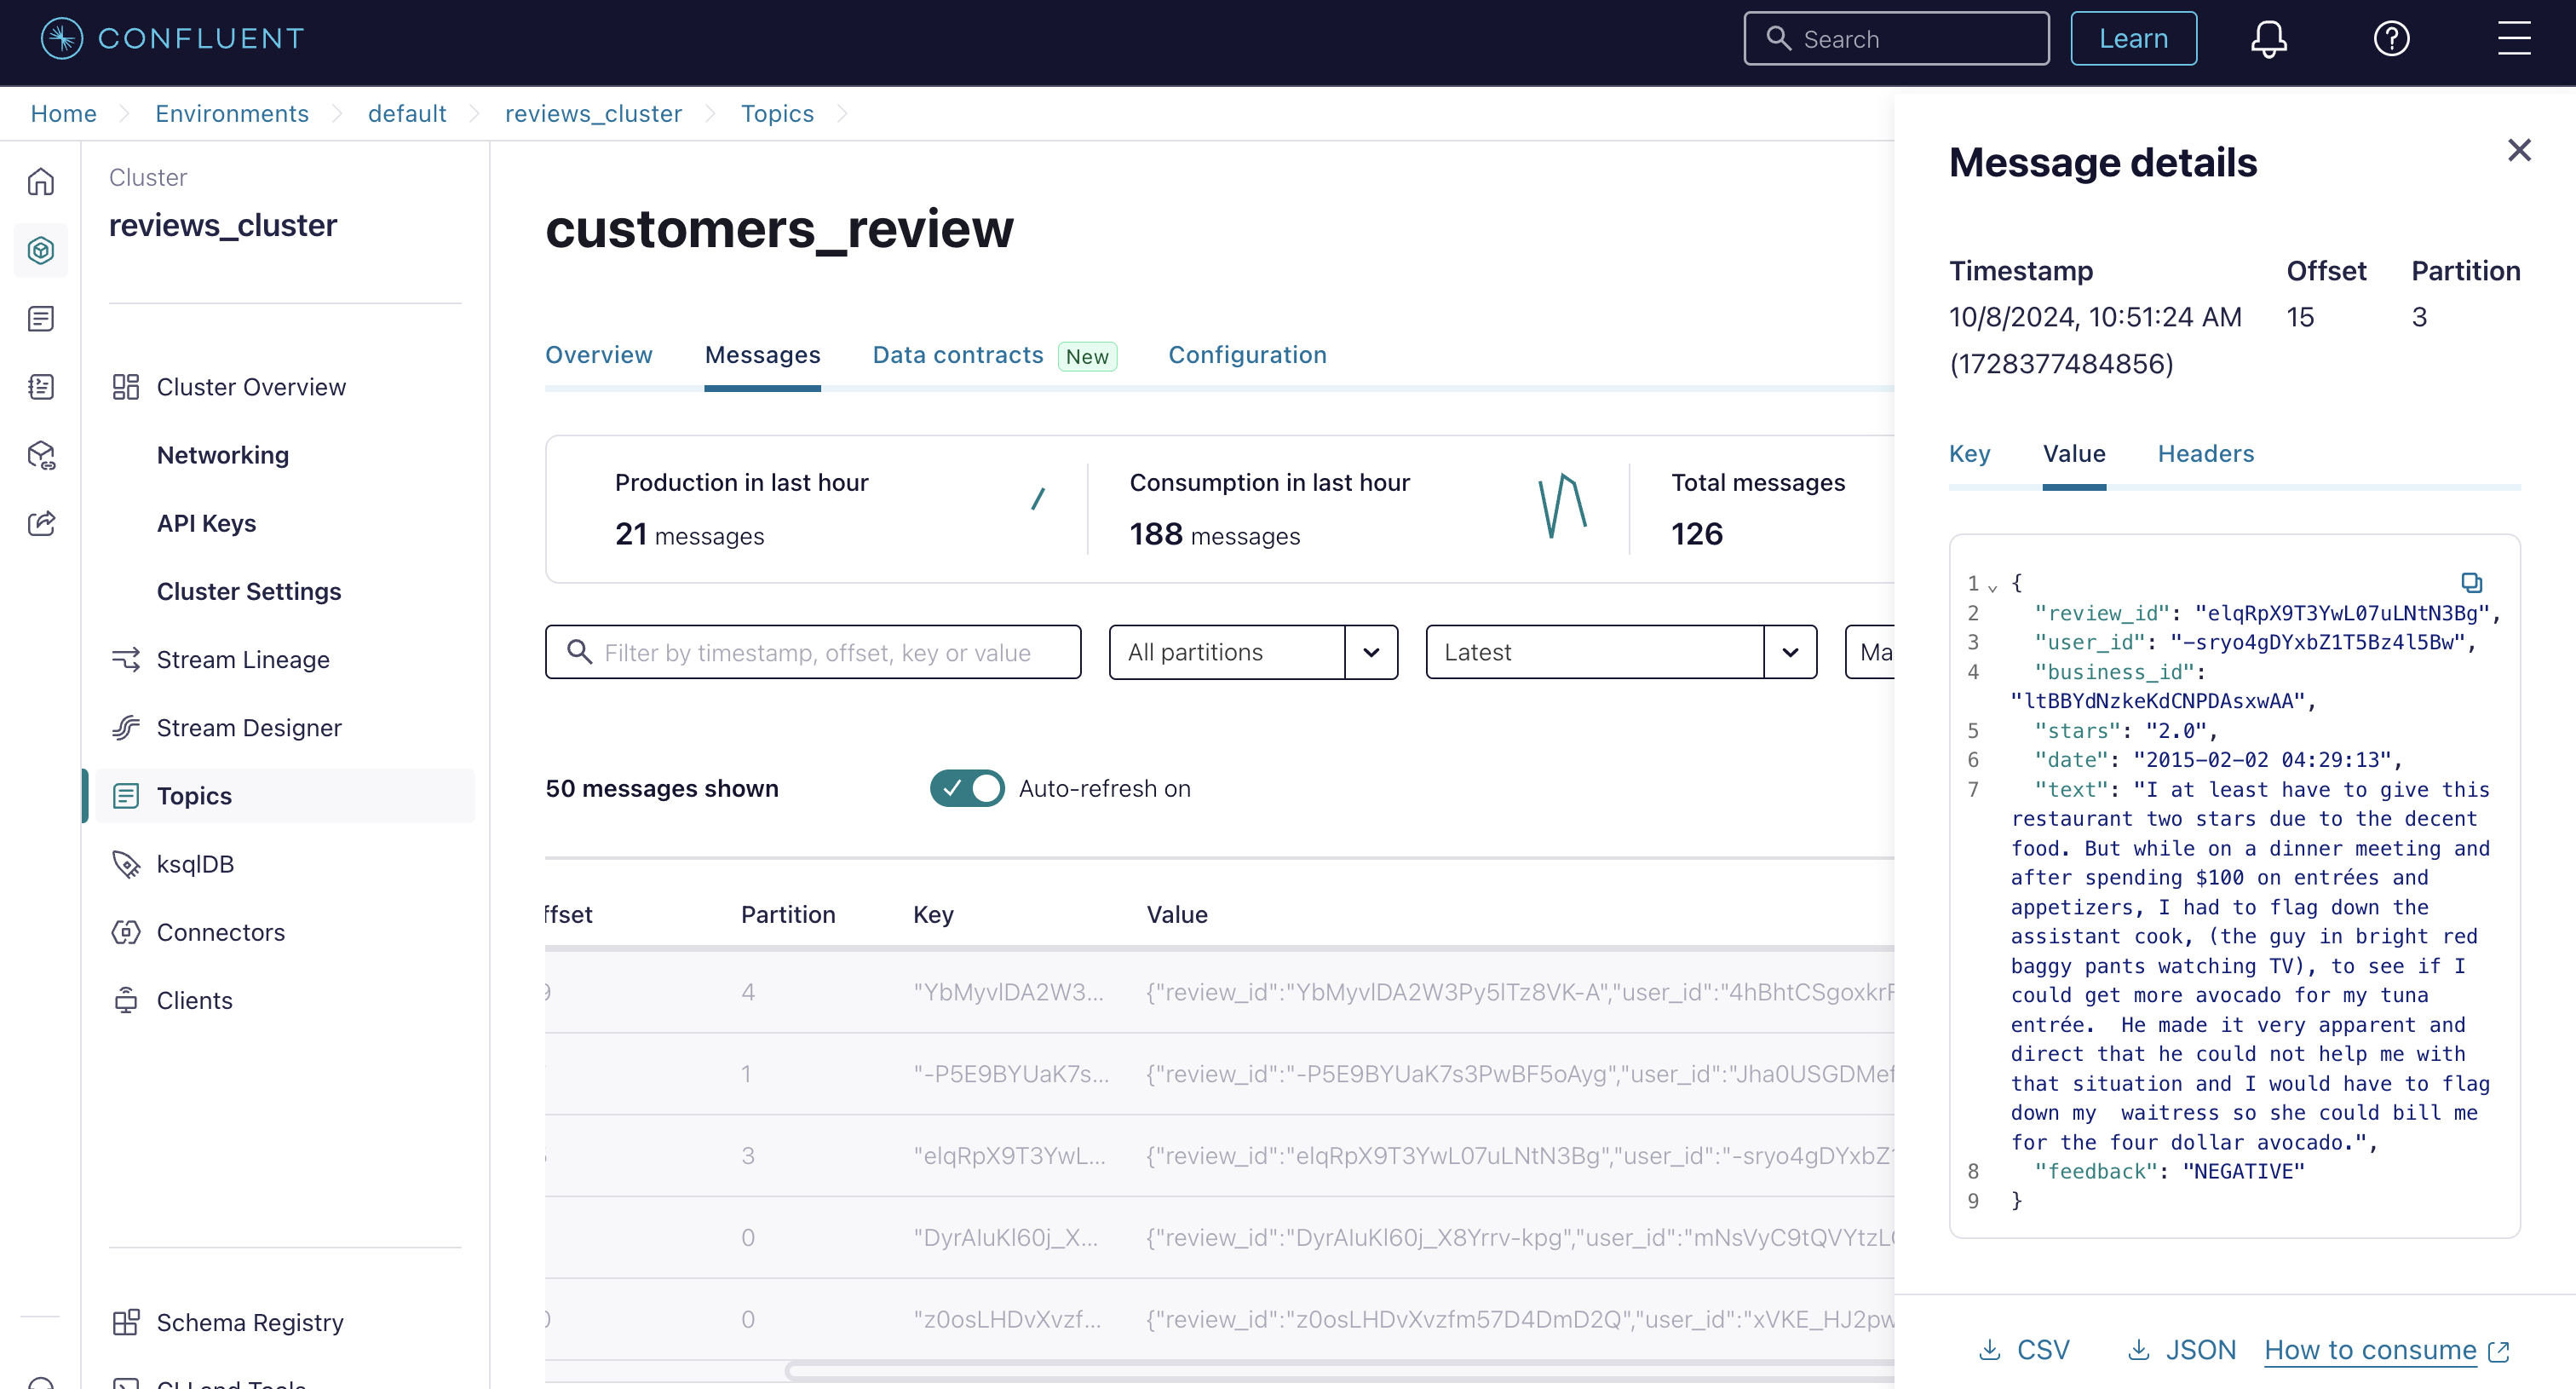 CONFLUENT
Search
Learn
Home
Environments
default
reviews_cluster
Topics
Cluster
reviews_cluster
Cluster Overview
Networking
API Keys
Cluster Settings
Stream Lineage
Stream Designer
Topics
ksqlDB
Connectors
Clients
Schema Registry
CLI and Tools
customers_review
Overview
Messages
Data contracts New
Configuration
Production in last hour
21 messages
Consumption in last hour
188 messages
Total messages
126
Filter by timestamp, offset, key or value
All partitions
Latest
Ma
50 messages shown
Auto-refresh on
ffset Partition Key Value
9 4 "YbMyvlDA2W3... {"review_id":"YbMyvlDA2W3Py5lTz8VK-A","user_id":"4hBhtCSgoxkrF
1 "-P5E9BYUaK7s... {"review_id":"-P5E9BYUaK7s3PwBF5oAyg","user_id":"Jha0USGDMef
3 "elqRpX9T3YwL... {"review_id":"elqRpX9T3YwL07uLNtN3Bg","user_id":"-sryo4gDYxbZ1
0 "DyrAIuKl60j_X... {"review_id":"DyrAIuKl60j_X8Yrrv-kpg","user_id":"mNsVyC9tQVYtzL
0 0 "z0osLHDvXvzf... {"review_id":"z0osLHDvXvzfm57D4DmD2Q","user_id":"xVKE_HJ2pw
Message details
Timestamp Offset Partition
10/8/2024, 10:51:24 AM 15 3
(1728377484856)
Key Value Headers
1 {
2 "review_id": "elqRpX9T3YwL07uLNtN3Bg",
3 "user_id": "-sryo4gDYxbZ1T5Bz4l5Bw",
4 "business_id":
"ltBBYdNzkeKdCNPDAsxwAA",
5 "stars": "2.0",
6 "date": "2015-02-02 04:29:13",
7 "text": "I at least have to give this
restaurant two stars due to the decent
food. But while on a dinner meeting and
after spending $100 on entrées and
appetizers, I had to flag down the
assistant cook, (the guy in bright red
baggy pants watching TV), to see if I
could get more avocado for my tuna
entrée.  He made it very apparent and
direct that he could not help me with
that situation and I would have to flag
down my  waitress so she could bill me
for the four dollar avocado.",
8 "feedback": "NEGATIVE"
9 }
CSV
JSON
How to consume